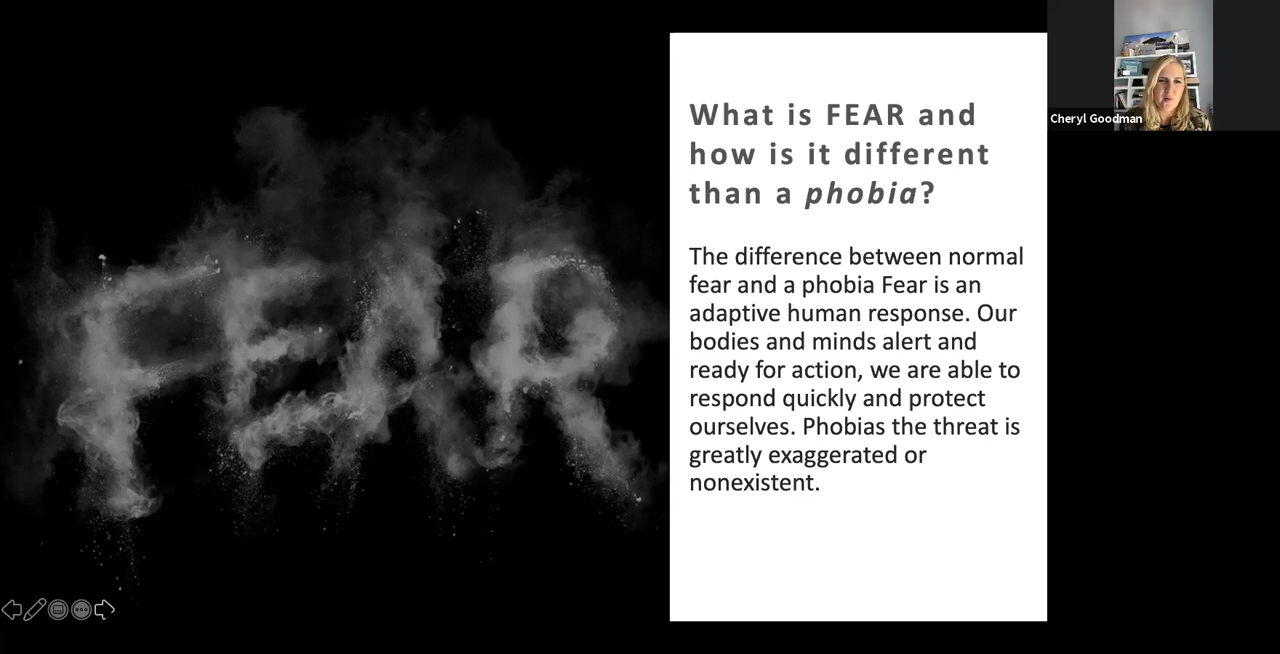 FEAR
What is FEAR and
how is it different
than a phobia?
The difference between normal
fear and a phobia Fear is an
adaptive human response. Our
bodies and minds alert and
ready for action, we are able to
respond quickly and protect
ourselves. Phobias the threat is
greatly exaggerated or
nonexistent.
Cheryl Goodman